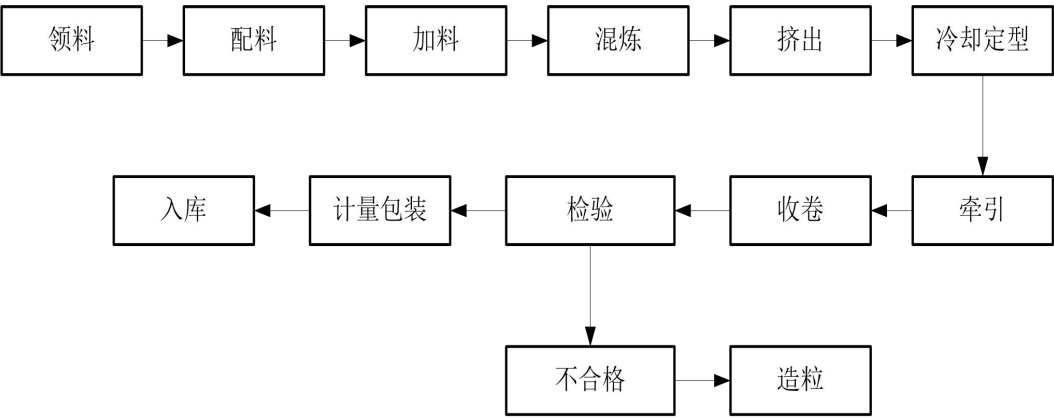 领料
配料
加料
混炼
挤出
冷却定型
牵引
收卷
检验
计量包装
入库
不合格
造粒